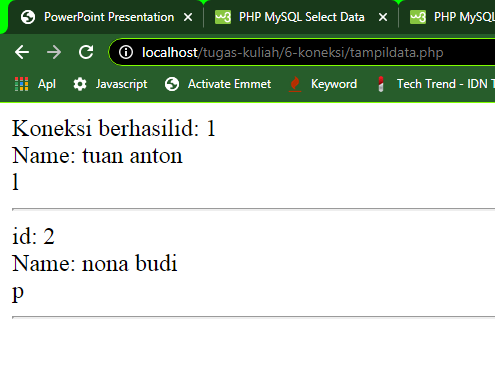 PowerPoint Presentation
PHP MySQL Select Data
PHP MySQL
localhost/tugas-kuliah/6-koneksi/tampildata.php
Apl
Javascript
Activate Emmet
Keyword
Tech Trend - IDN T
Koneksi berhasilid: 1
Name: tuan anton
l
id: 2
Name: nona budi
p